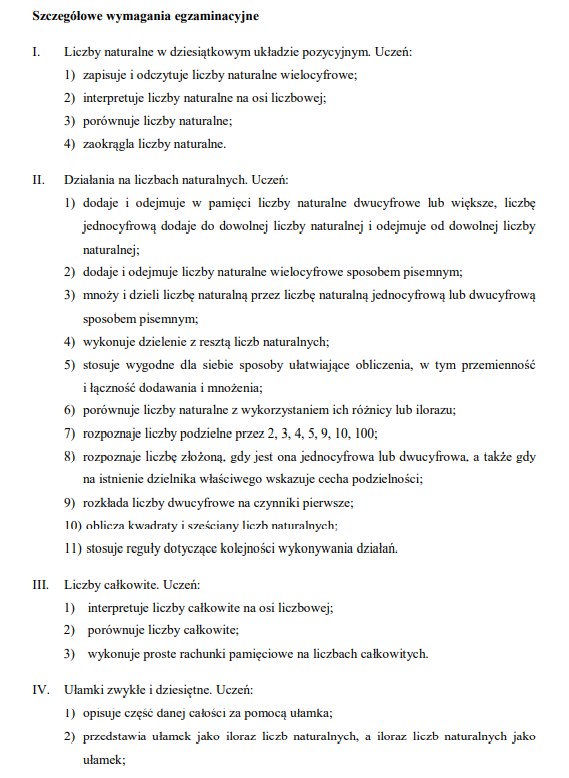 Szczegółowe wymagania egzaminacyjne
I. Liczby naturalne w dziesiątkowym układzie pozycyjnym. Uczeń:
1) zapisuje i odczytuje liczby naturalne wielocyfrowe;
2) interpretuje liczby naturalne na osi liczbowej;
3) porównuje liczby naturalne;
4) zaokrągla liczby naturalne.
II. Działania na liczbach naturalnych. Uczeń:
1) dodaje i odejmuje w pamięci liczby naturalne dwucyfrowe lub większe, liczbę
jednocyfrową dodaje do dowolnej liczby naturalnej i odejmuje od dowolnej liczby
naturalnej;
2) dodaje i odejmuje liczby naturalne wielocyfrowe sposobem pisemnym;
3) mnoży i dzieli liczbę naturalną przez liczbę naturalną jednocyfrową lub dwucyfrową
sposobem pisemnym;
4) wykonuje dzielenie z resztą liczb naturalnych;
5) stosuje wygodne dla siebie sposoby ułatwiające obliczenia, w tym przemienność
i łączność dodawania i mnożenia;
6) porównuje liczby naturalne z wykorzystaniem ich różnicy lub ilorazu;
7) rozpoznaje liczby podzielne przez 2, 3, 4, 5, 9, 10, 100;
8) rozpoznaje liczbę złożoną, gdy jest ona jednocyfrowa lub dwucyfrowa, a także gdy
na istnienie dzielnika właściwego wskazuje cecha podzielności;
9) rozkłada liczby dwucyfrowe na czynniki pierwsze;
10) oblicza kwadraty i sześciany liczb naturalnych;
11) stosuje reguły dotyczące kolejności wykonywania działań.
III. Liczby całkowite. Uczeń:
1) interpretuje liczby całkowite na osi liczbowej;
2) porównuje liczby całkowite;
3) wykonuje proste rachunki pamięciowe na liczbach całkowitych.
IV. Ułamki zwykłe i dziesiętne. Uczeń:
1) opisuje część danej całości za pomocą ułamka;
2) przedstawia ułamek jako iloraz liczb naturalnych, a iloraz liczb naturalnych jako
ułamek;